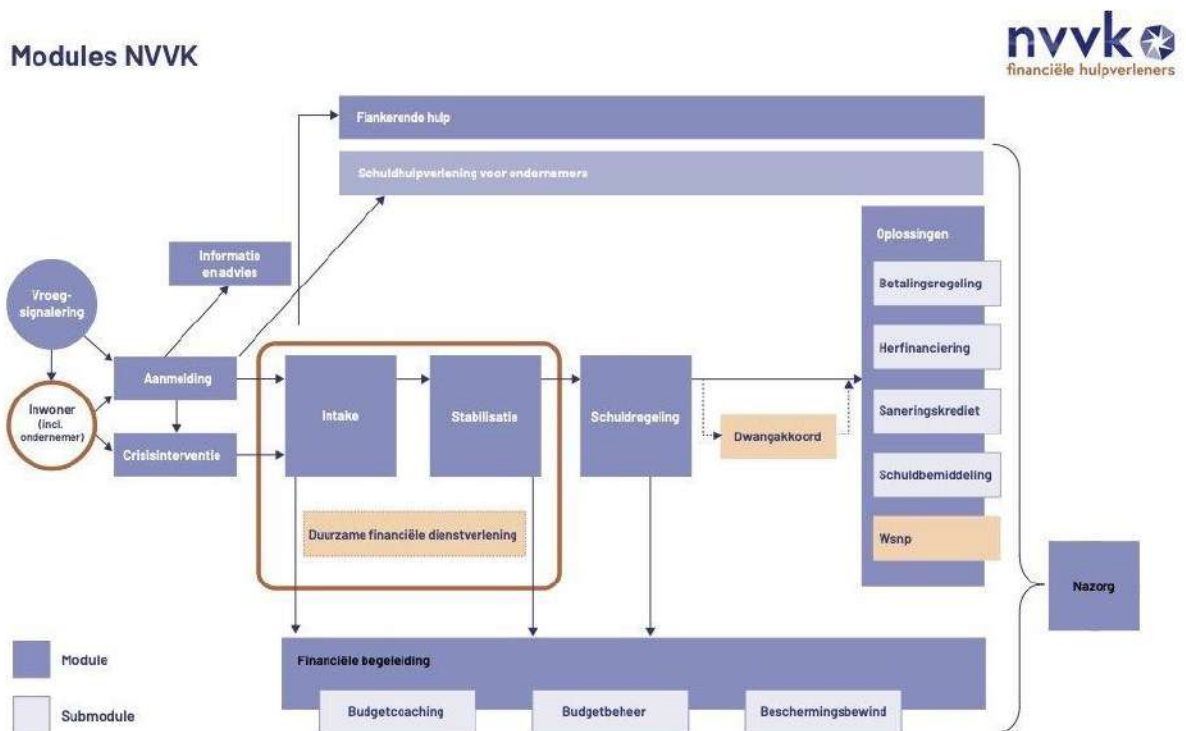 Modules NVVK
nvvk
financiële hulpverleners
Flankerende hulp
Schuldhulpverlening voor ondernemers
Informatie
en advies
Oplossingen
Vroeg-
signalering
Betalingsregeling
Aanmelding
Herfinanciering
Inwoner
(incl.
ondernemer)
Intake
Stabilisatie
Schuldregeling
Saneringskrediet
Dwangakkoord
Crisisinterventie
Schuldbemiddeling
Duurzame financiële dienstverlening
Wsnp
Nazorg
Module
Financiële begeleiding
Submodule
Budgetcoaching
Budgetbeheer
Beschermingsbewind